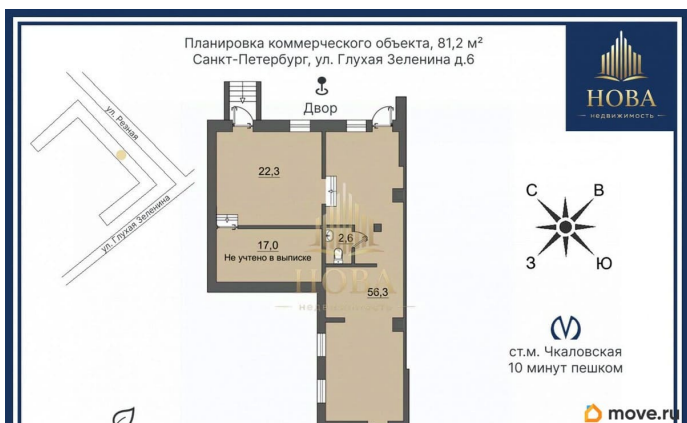 Планировка коммерческого объекта, 81,2 м²
Санкт-Петербург, ул. Глухая Зеленина д.6
НОВА
НЕДВИЖИМОСТЬ
Двор
ул. Резная
ул. Глухая Зеленина
22,3
17,0
Не учтено в выписке
2,6
56,3
НОВА
НЕДВИЖИМОСТЬ
С
В
З
Ю
ст.м. Чкаловская
10 минут пешком
move.ru